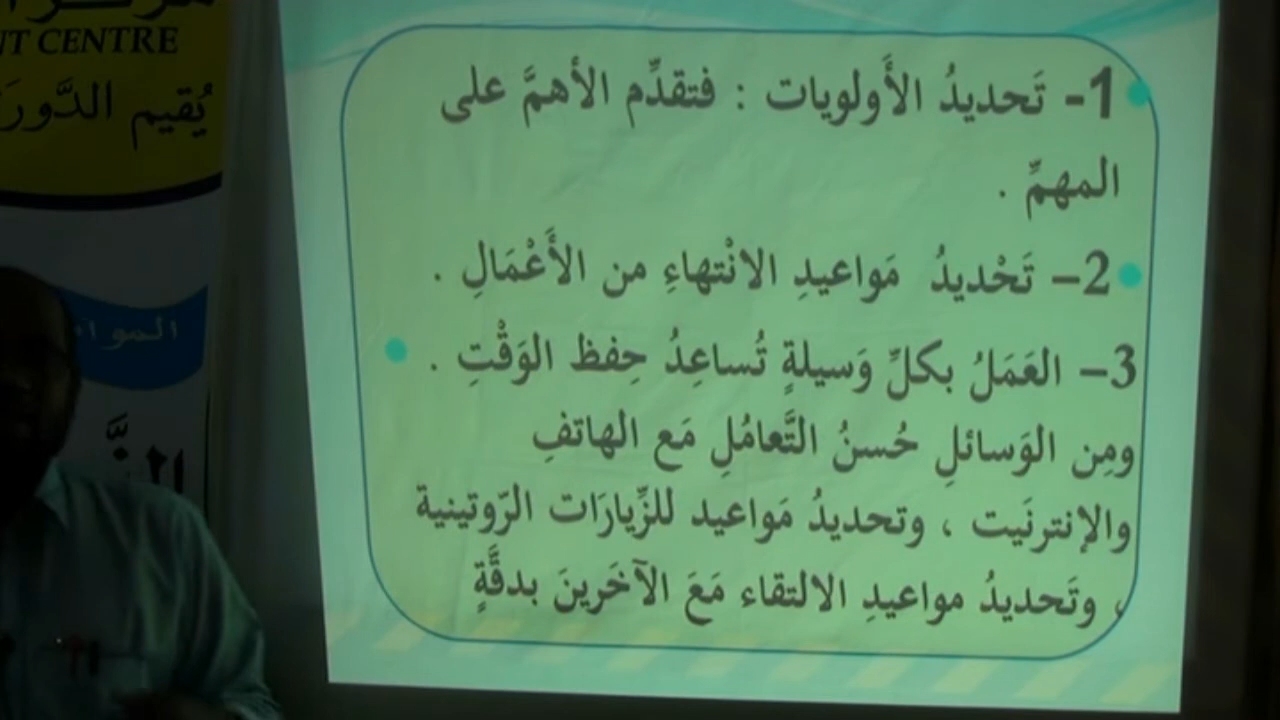 NT CENTRE
يُقيم الدَّورَ
1- تَحديدُ الأَولويات : فتقدِّم الأهمَّ على
المهمِّ .
2– تَحْديدُ مَواعيدِ الانْتهاءِ من الأَعْمَالِ .
3– العَمَلُ بكلِّ وَسيلةٍ تُساعِدُ حِفظ الوَقْتِ .
ومِن الوَسائلِ حُسنُ التَّعامُلِ مَع الهاتفِ
والإنترنَيت ، وتحديدُ مَواعيد للزِّيارَات الرّوتينية
، وتَحديدُ مواعيدِ الالتقاء مَعَ الآخَرينَ بدقَّةٍ